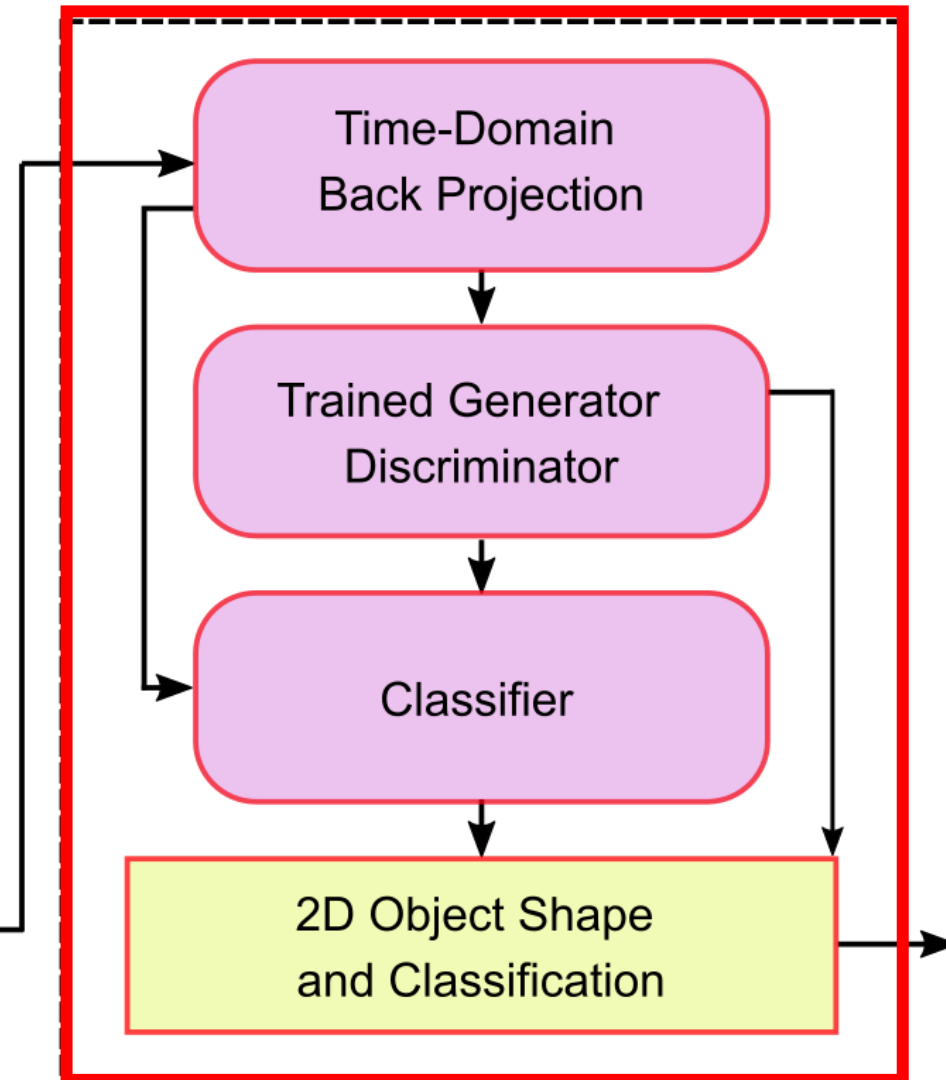 Time-Domain
Back Projection
Trained Generator
Discriminator
Classifier
2D Object Shape
and Classification